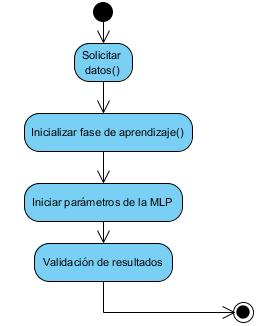 Solicitar
datos()
Inicializar fase de aprendizaje()
Iniciar parámetros de la MLP
Validación de resultados